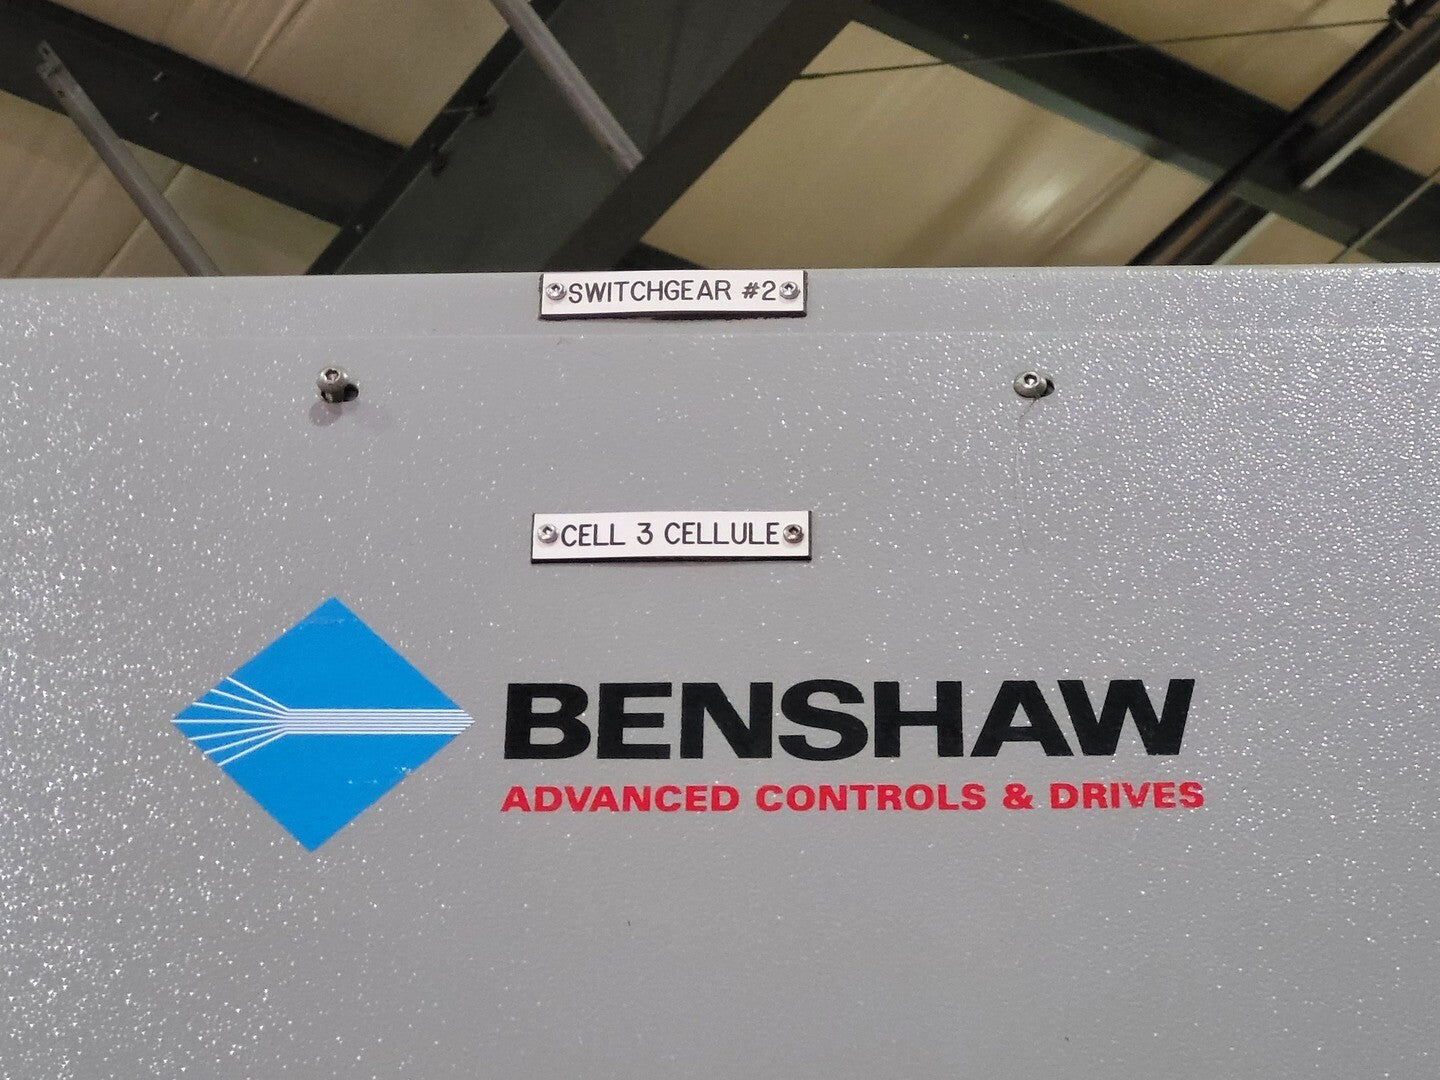 SWITCHGEAR #2
CELL 3 CELLULE
BENSHAW
ADVANCED CONTROLS & DRIVES